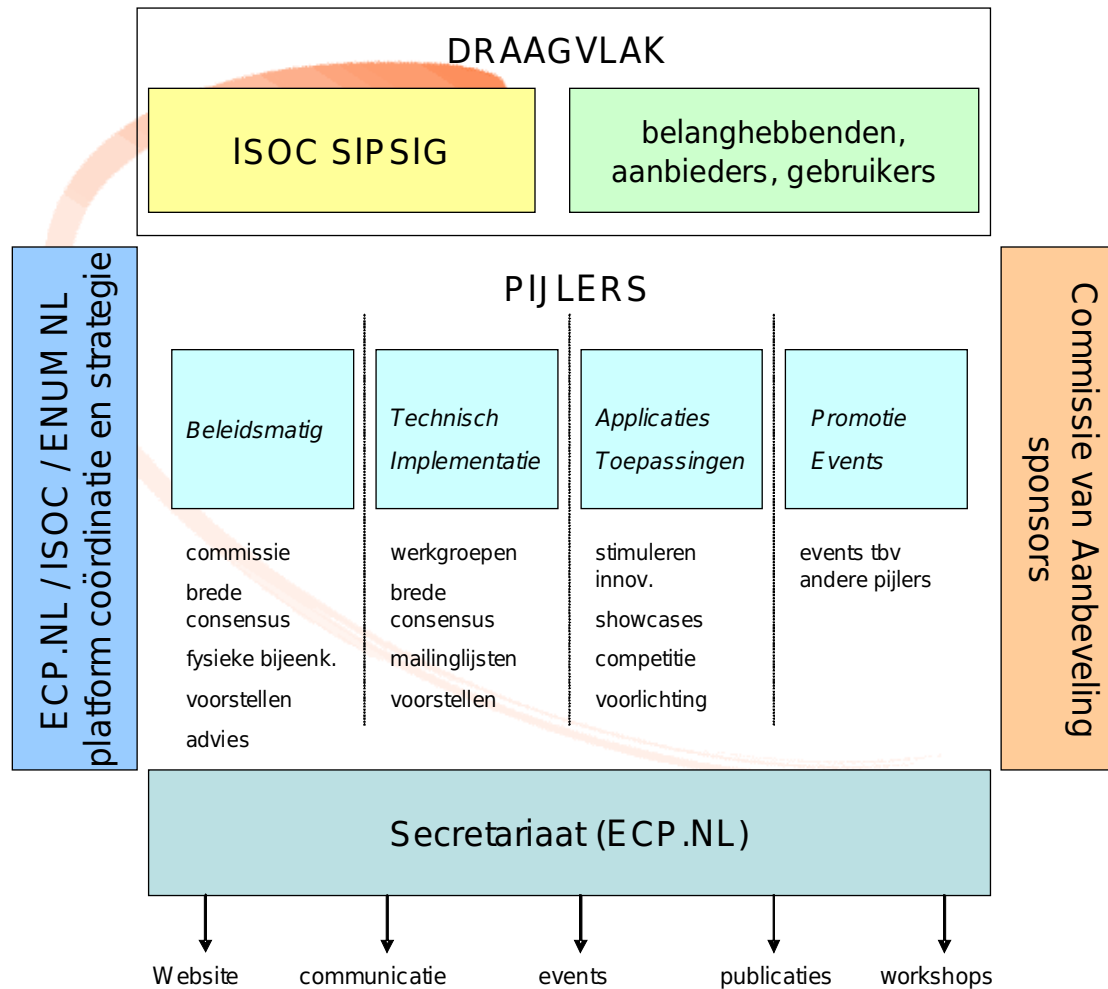 DRAAGVLAK
ISOC SIPSIG
belanghebbenden,
aanbieders, gebruikers
ECP.NL / ISOC / ENUM NL
platform coördinatie en strategie
PIJLERS
Beleidsmatig
Technisch
Implementatie
Applicaties
Toepassingen
Promotie
Events
commissie
brede
consensus
fysieke bijeenk.
voorstellen
advies
werkgroepen
brede
consensus
mailinglijsten
voorstellen
stimuleren
innov.
showcases
competitie
voorlichting
events tbv
andere pijlers
Commissie van Aanbeveling
sponsors
Secretariaat (ECP.NL)
Website
communicatie
events
publicaties
workshops